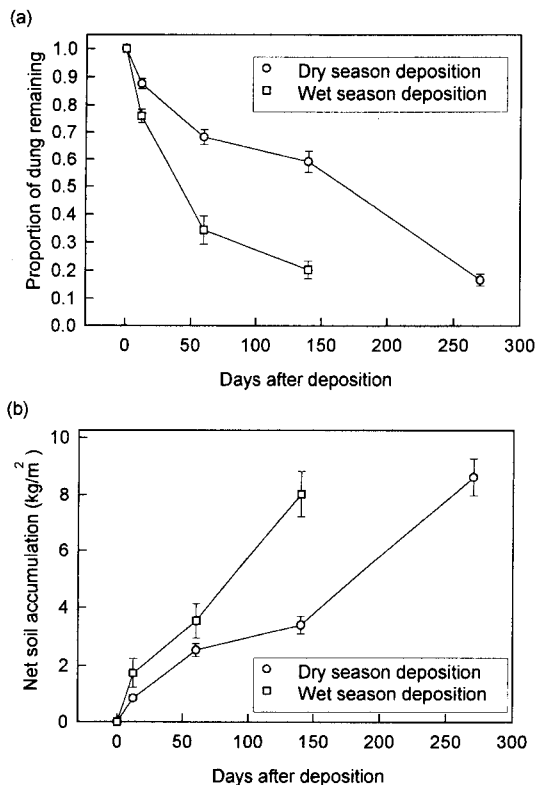 (a)
1.0
0.9
0.8
0.7
0.6
0.5
0.4
0.3
0.2
0.1
0.0
Proportion of dung remaining
Dry season deposition
Wet season deposition
0 50 100 150 200 250 300
Days after deposition
(b)
10
8
6
4
2
0
Net soil accumulation (kg/m²)
Dry season deposition
Wet season deposition
0 50 100 150 200 250 300
Days after deposition